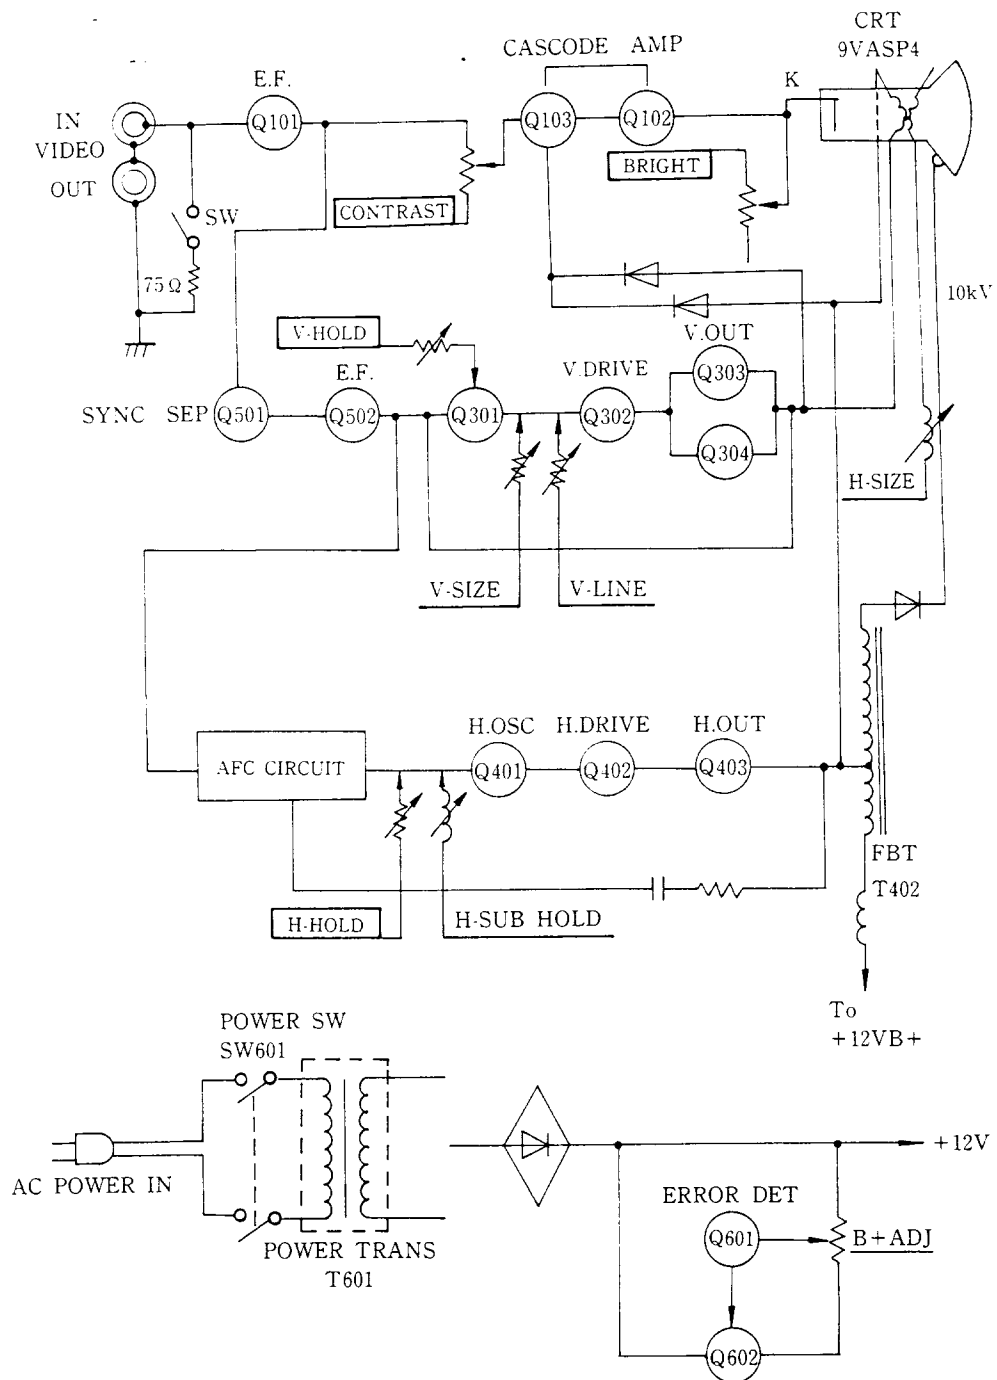 CRT
9VASP4
CASCODE AMP
E.F.
K
IN
VIDEO
OUT
Q101
Q103
Q102
BRIGHT
CONTRAST
SW
75Ω
10kV
V-HOLD
V.OUT
E.F.
V.DRIVE
Q303
SYNC SEP
Q501
Q502
Q301
Q302
Q304
H-SIZE
V-SIZE
V-LINE
H.OSC
H.DRIVE
H.OUT
AFC CIRCUIT
Q401
Q402
Q403
FBT
T402
H-HOLD
H-SUB HOLD
To
+12VB+
POWER SW
SW601
+12V
AC POWER IN
ERROR DET
Q601
B+ADJ
POWER TRANS
T601
Q602